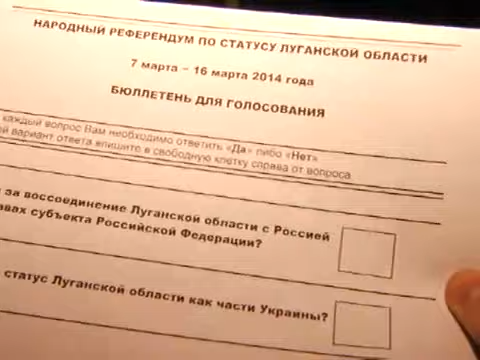 НАРОДНЫЙ РЕФЕРЕНДУМ ПО СТАТУСУ ЛУГАНСКОЙ ОБЛАСТИ
7 марта – 16 марта 2014 года
БЮЛЛЕТЕНЬ ДЛЯ ГОЛОСОВАНИЯ
каждый вопрос Вам необходимо ответить «Да» либо «Нет»
вариант ответа впишите в свободную клетку справа от вопроса
за воссоединение Луганской области с Россией
субъекта Российской Федерации?
статус Луганской области как части Украины?